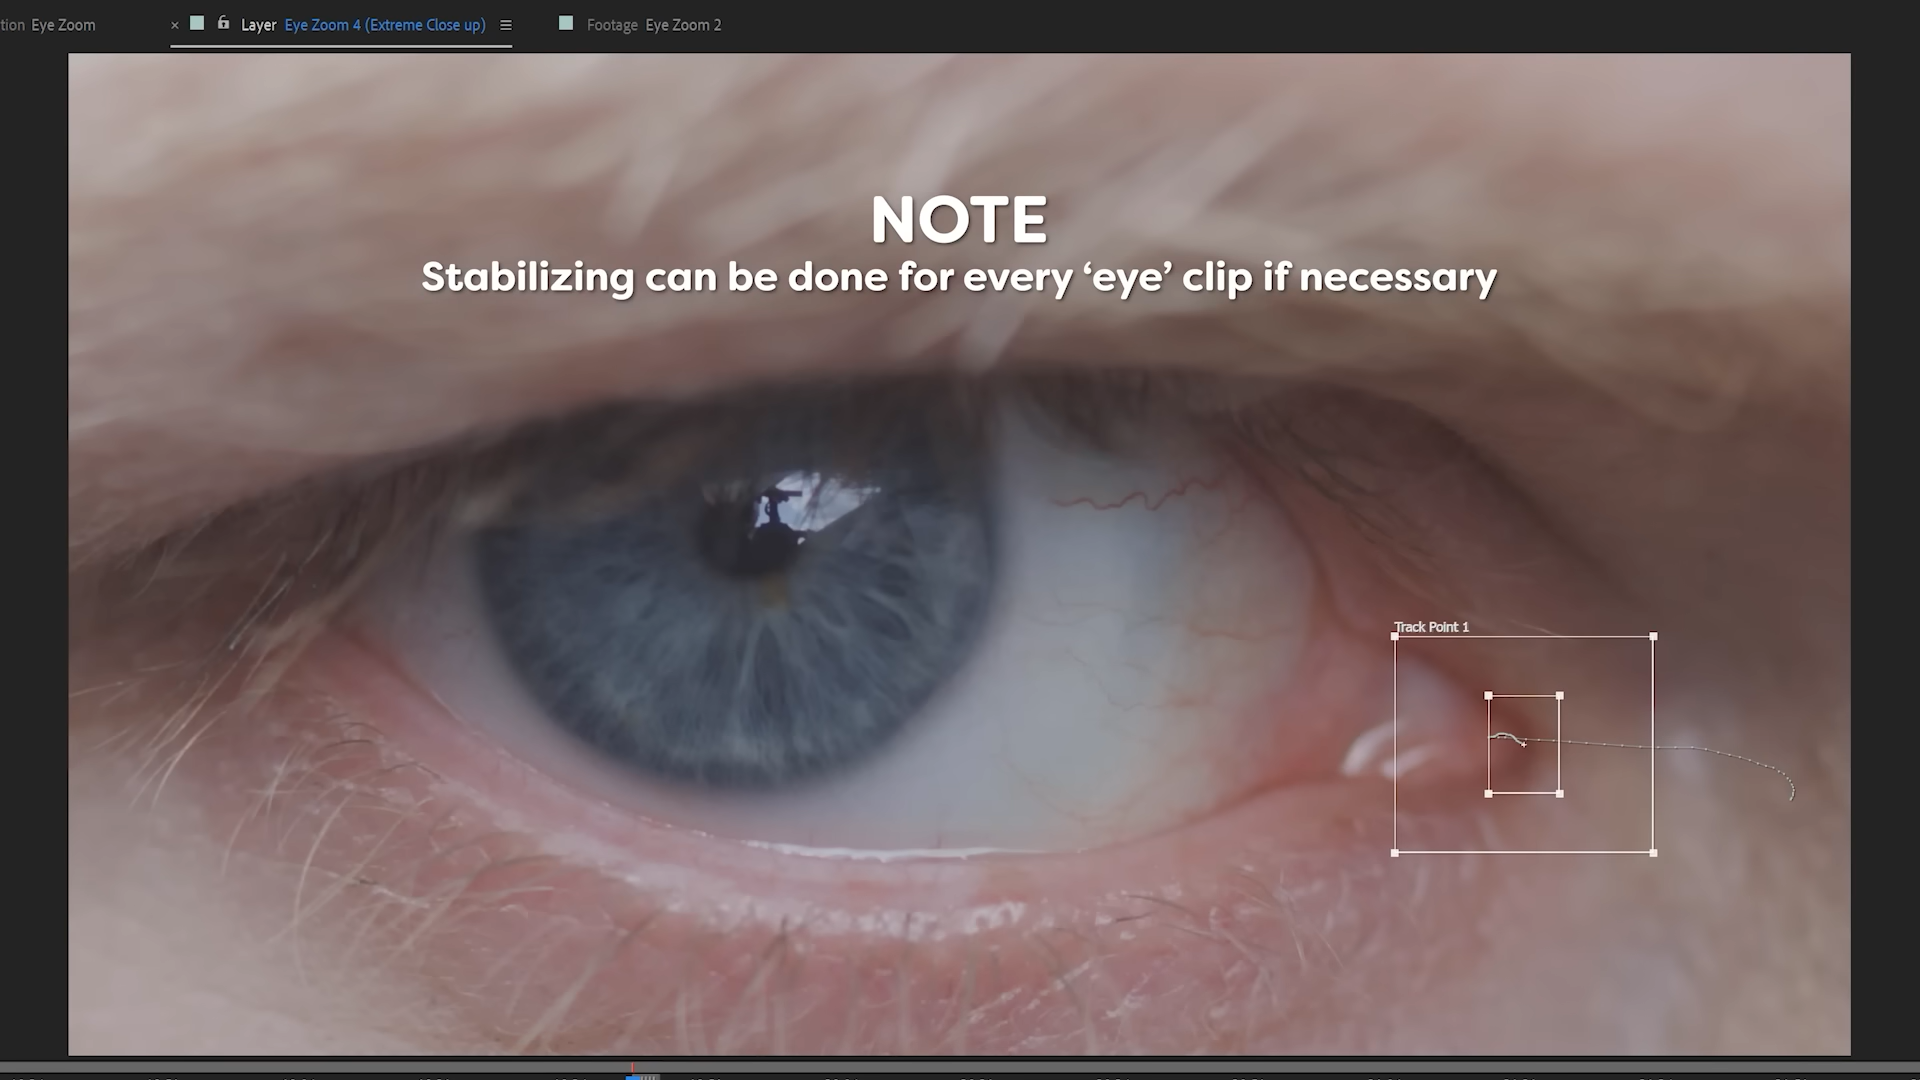 tion Eye Zoom
Layer Eye Zoom 4 (Extreme Close up)
Footage Eye Zoom 2
NOTE
Stabilizing can be done for every ‘eye’ clip if necessary
Track Point 1